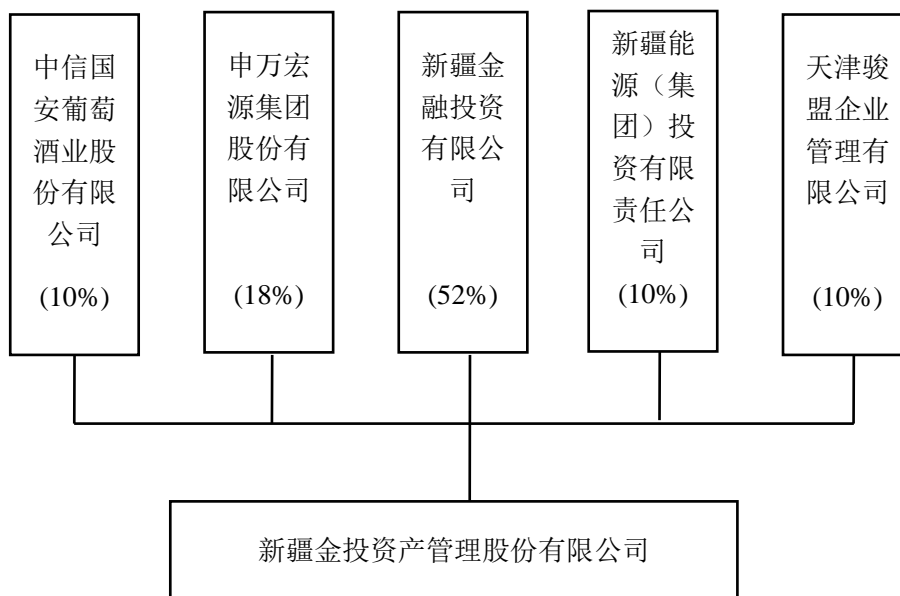 中信国
安葡萄
酒业股
份有限
公司
(10%)
申万宏
源集团
股份有
限公司
(18%)
新疆金
融投资
有限公
司
(52%)
新疆能
源（集
团）投
资有限
责任公
司
(10%)
天津骏
盟企业
管理有
限公司
(10%)
新疆金投资产管理股份有限公司